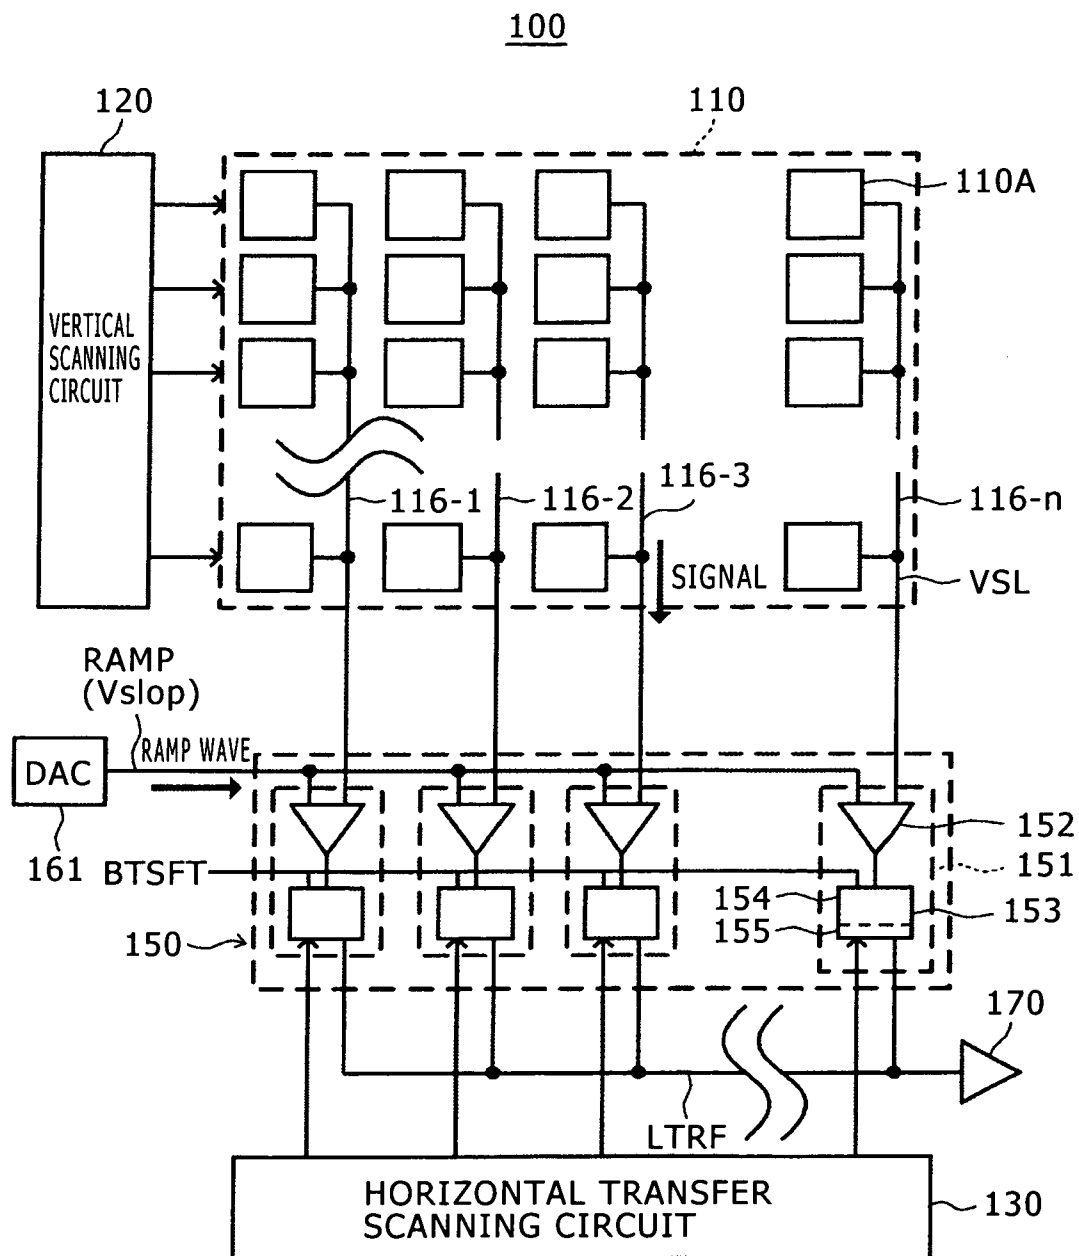 100
120
110
110A
VERTICAL
SCANNING
CIRCUIT
116-1
116-2
116-3
116-n
SIGNAL
VSL
RAMP
(Vslop)
RAMP WAVE
DAC
161
152
BTSFT
151
154
153
155
150
170
LTRF
HORIZONTAL TRANSFER
SCANNING CIRCUIT
130